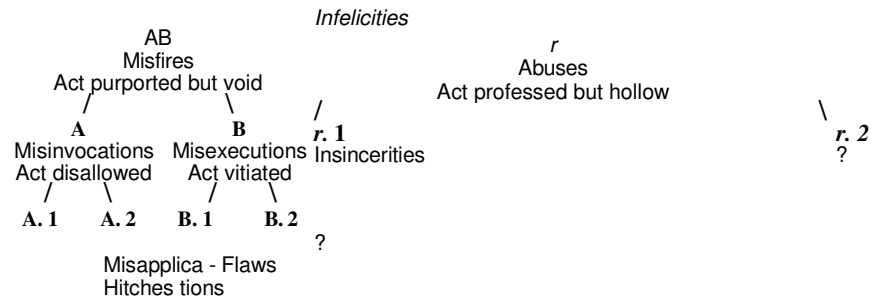 Infelicities
AB
Misfires
Act purported but void
r
Abuses
Act professed but hollow
/ \ / \
A B r. 1 r. 2
Misinvocations Misexecutions Insincerities ?
Act disallowed Act vitiated
/ \ / \
A. 1 A. 2 B. 1 B. 2
?
Misapplica - Flaws
Hitches tions